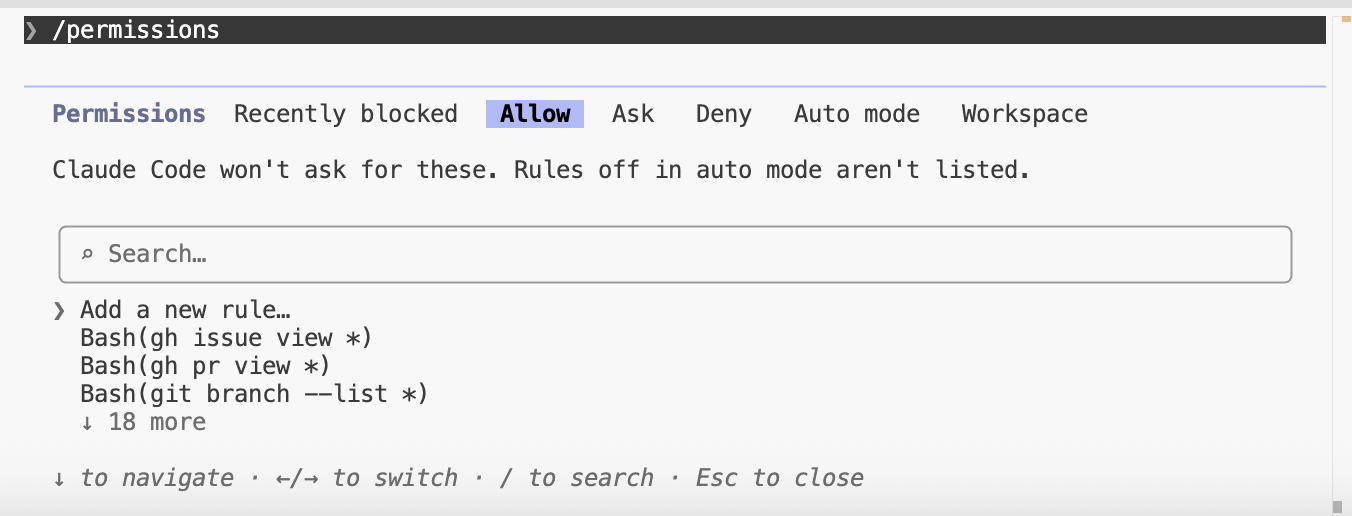 ❯ /permissions
Permissions Recently blocked Allow Ask Deny Auto mode Workspace
Claude Code won't ask for these. Rules off in auto mode aren't listed.
⌕ Search…
❯ Add a new rule…
Bash(gh issue view *)
Bash(gh pr view *)
Bash(git branch --list *)
↓ 18 more
↓ to navigate · ←/→ to switch · / to search · Esc to close